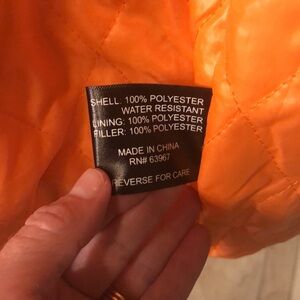 SHELL: 100% POLYESTER
WATER RESISTANT
LINING: 100% POLYESTER
FILLER: 100% POLYESTER
MADE IN CHINA
RN# 63967
REVERSE FOR CARE